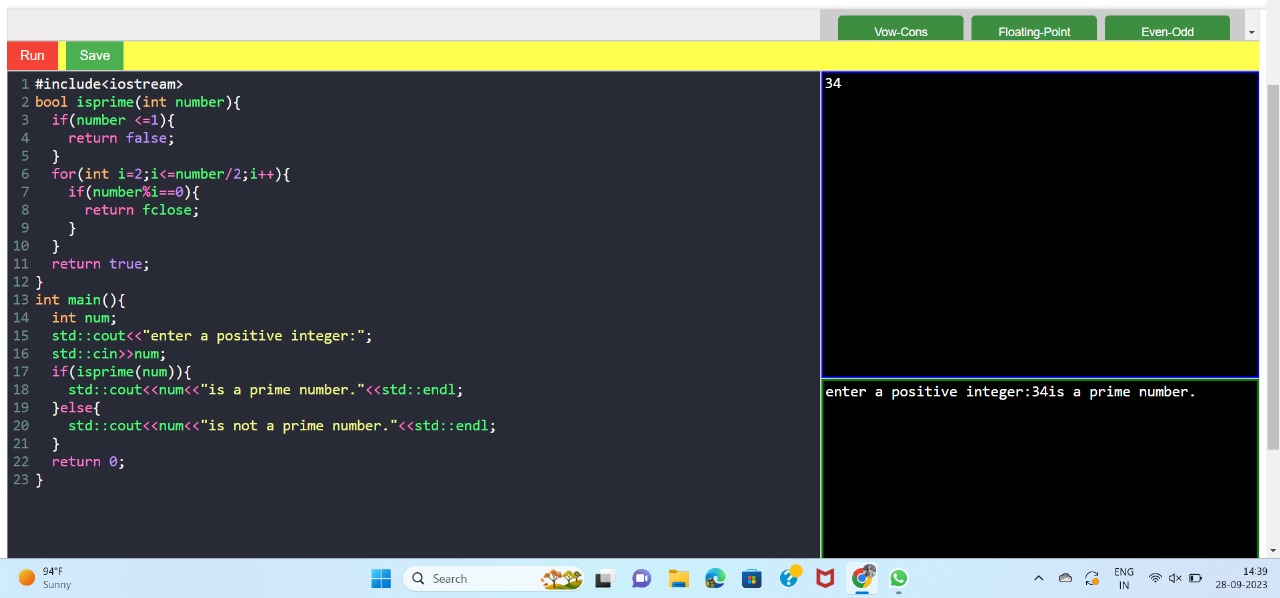 Vow-Cons Floating-Point Even-Odd
Run Save
1 #include<iostream>
2 bool isprime(int number){
3   if(number <=1){
4     return false;
5   }
6   for(int i=2;i<=number/2;i++){
7     if(number%i==0){
8       return fclose;
9     }
10   }
11   return true;
12 }
13 int main(){
14   int num;
15   std::cout<<"enter a positive integer:";
16   std::cin>>num;
17   if(isprime(num)){
18     std::cout<<num<<"is a prime number."<<std::endl;
19   }else{
20     std::cout<<num<<"is not a prime number."<<std::endl;
21   }
22   return 0;
23 }
34
enter a positive integer:34is a prime number.
94°F
Sunny
Search
ENG
IN
14:39
28-09-2023